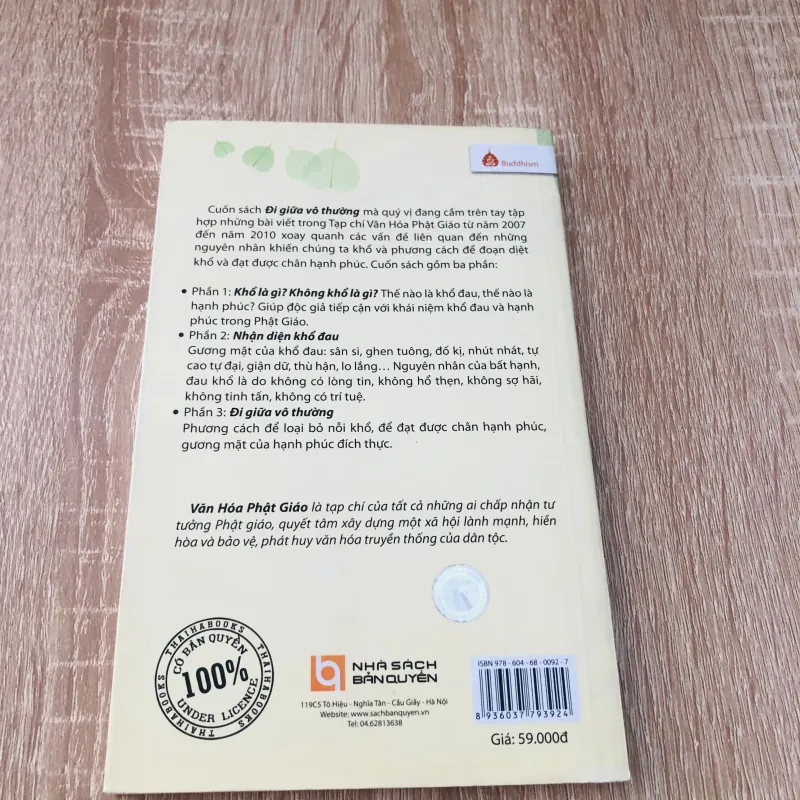 Buddhism
Cuốn sách Đi giữa vô thường mà quý vị đang cầm trên tay tập
hợp những bài viết trong Tạp chí Văn Hóa Phật Giáo từ năm 2007
đến năm 2010 xoay quanh các vấn đề liên quan đến những
nguyên nhân khiến chúng ta khổ và phương cách để đoạn diệt
khổ và đạt được chân hạnh phúc. Cuốn sách gồm ba phần:
• Phần 1: Khổ là gì? Không khổ là gì? Thế nào là khổ đau, thế nào là
hạnh phúc? Giúp độc giả tiếp cận với khái niệm khổ đau và hạnh
phúc trong Phật Giáo.
• Phần 2: Nhận diện khổ đau
Gương mặt của khổ đau: sân si, ghen tuông, đố kị, nhút nhát, tự
cao tự đại, giận dữ, thù hận, lo lắng... Nguyên nhân của bất hạnh,
đau khổ là do không có lòng tin, không hổ thẹn, không sợ hãi,
không tinh tấn, không có trí tuệ.
• Phần 3: Đi giữa vô thường
Phương cách để loại bỏ nỗi khổ, để đạt được chân hạnh phúc,
gương mặt của hạnh phúc đích thực.
Văn Hóa Phật Giáo là tạp chí của tất cả những ai chấp nhận tư
tưởng Phật giáo, quyết tâm xây dựng một xã hội lành mạnh, hiền
hòa và bảo vệ, phát huy văn hóa truyền thống của dân tộc.
THAIHABOOKS
CÓ BẢN QUYỀN
100%
UNDER LICENCE
THAIHABOOKS
THAIHABOOKS
NHÀ SÁCH
BẢN QUYỀN
119C5 Tô Hiệu - Nghĩa Tân - Cầu Giấy - Hà Nội
Website: www.sachbanquyen.vn
Tel: 04.62813638
ISBN 978 - 604 - 68 - 0092 - 7
8 936037 793924
Giá: 59.000đ